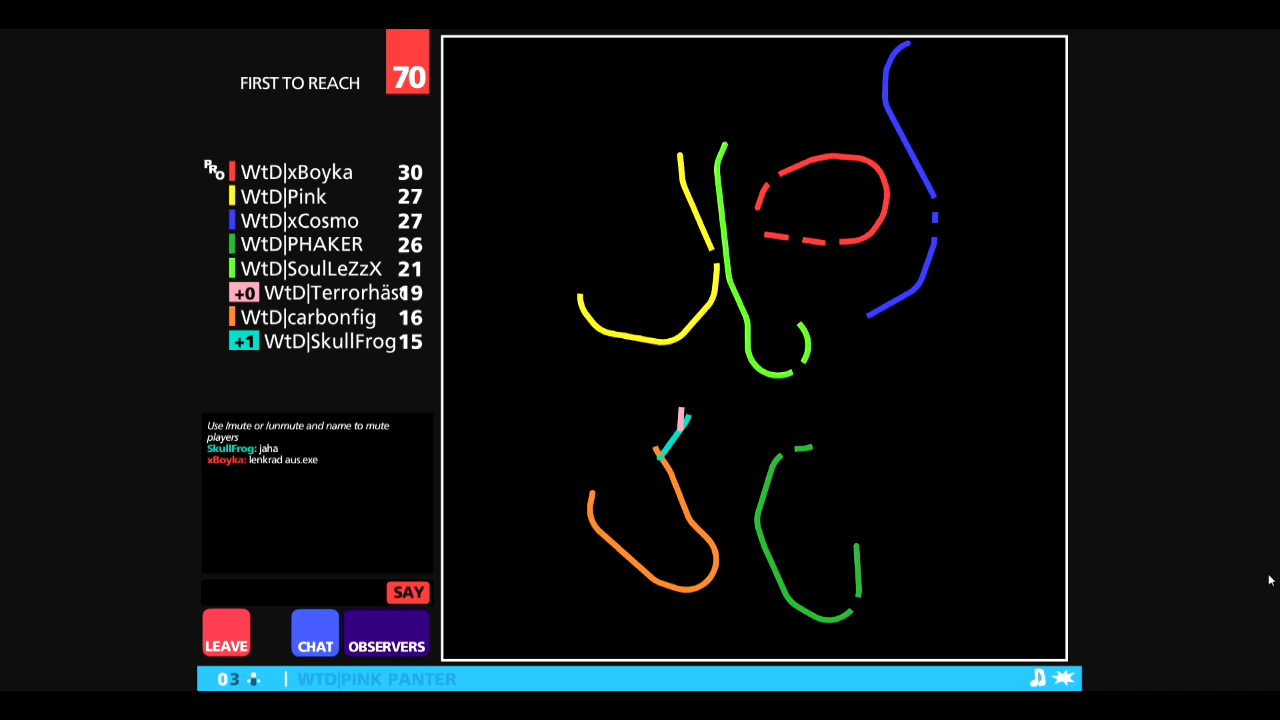 FIRST TO REACH 70
PRO WtD|xBoyka 30
WtD|Pink 27
WtD|xCosmo 27
WtD|PHAKER 26
WtD|SoulLeZzX 21
+0 WtD|Terrorhäs 19
WtD|carbonfig 16
+1 WtD|SkullFrog 15
Use /mute or /unmute and name to mute
players
SkullFrog: jaha
xBoyka: lenkrad aus.exe
SAY
LEAVE CHAT OBSERVERS
03 | WTD|PINK PANTER